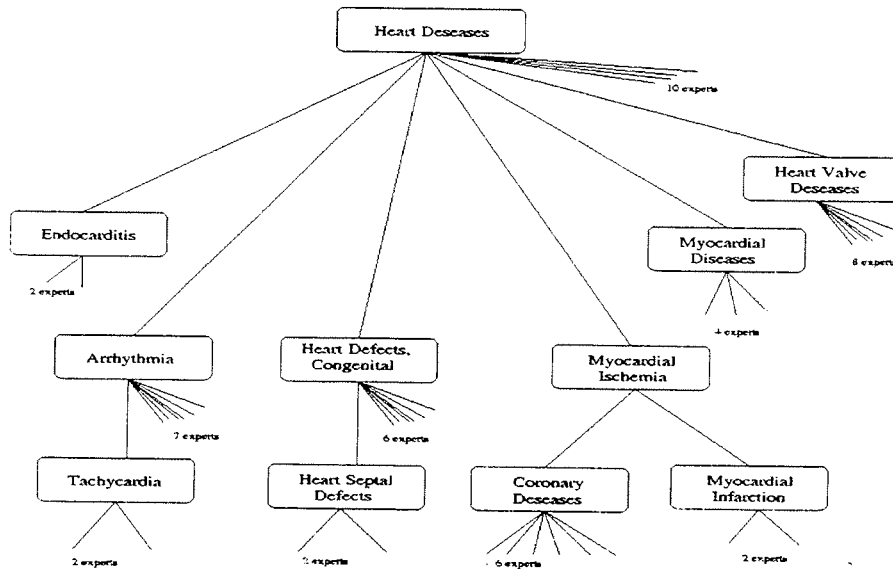 Heart Deseases
10 experts
Heart Valve
Deseases
Endocarditis
Myocardial
Diseases
8 experts
2 experts
4 experts
Arrhythmia
Heart Defects,
Congenital
Myocardial
Ischemia
7 experts
6 experts
Tachycardia
Heart Septal
Defects
Coronary
Deseases
Myocardial
Infarction
2 experts
2 experts
6 experts
2 experts